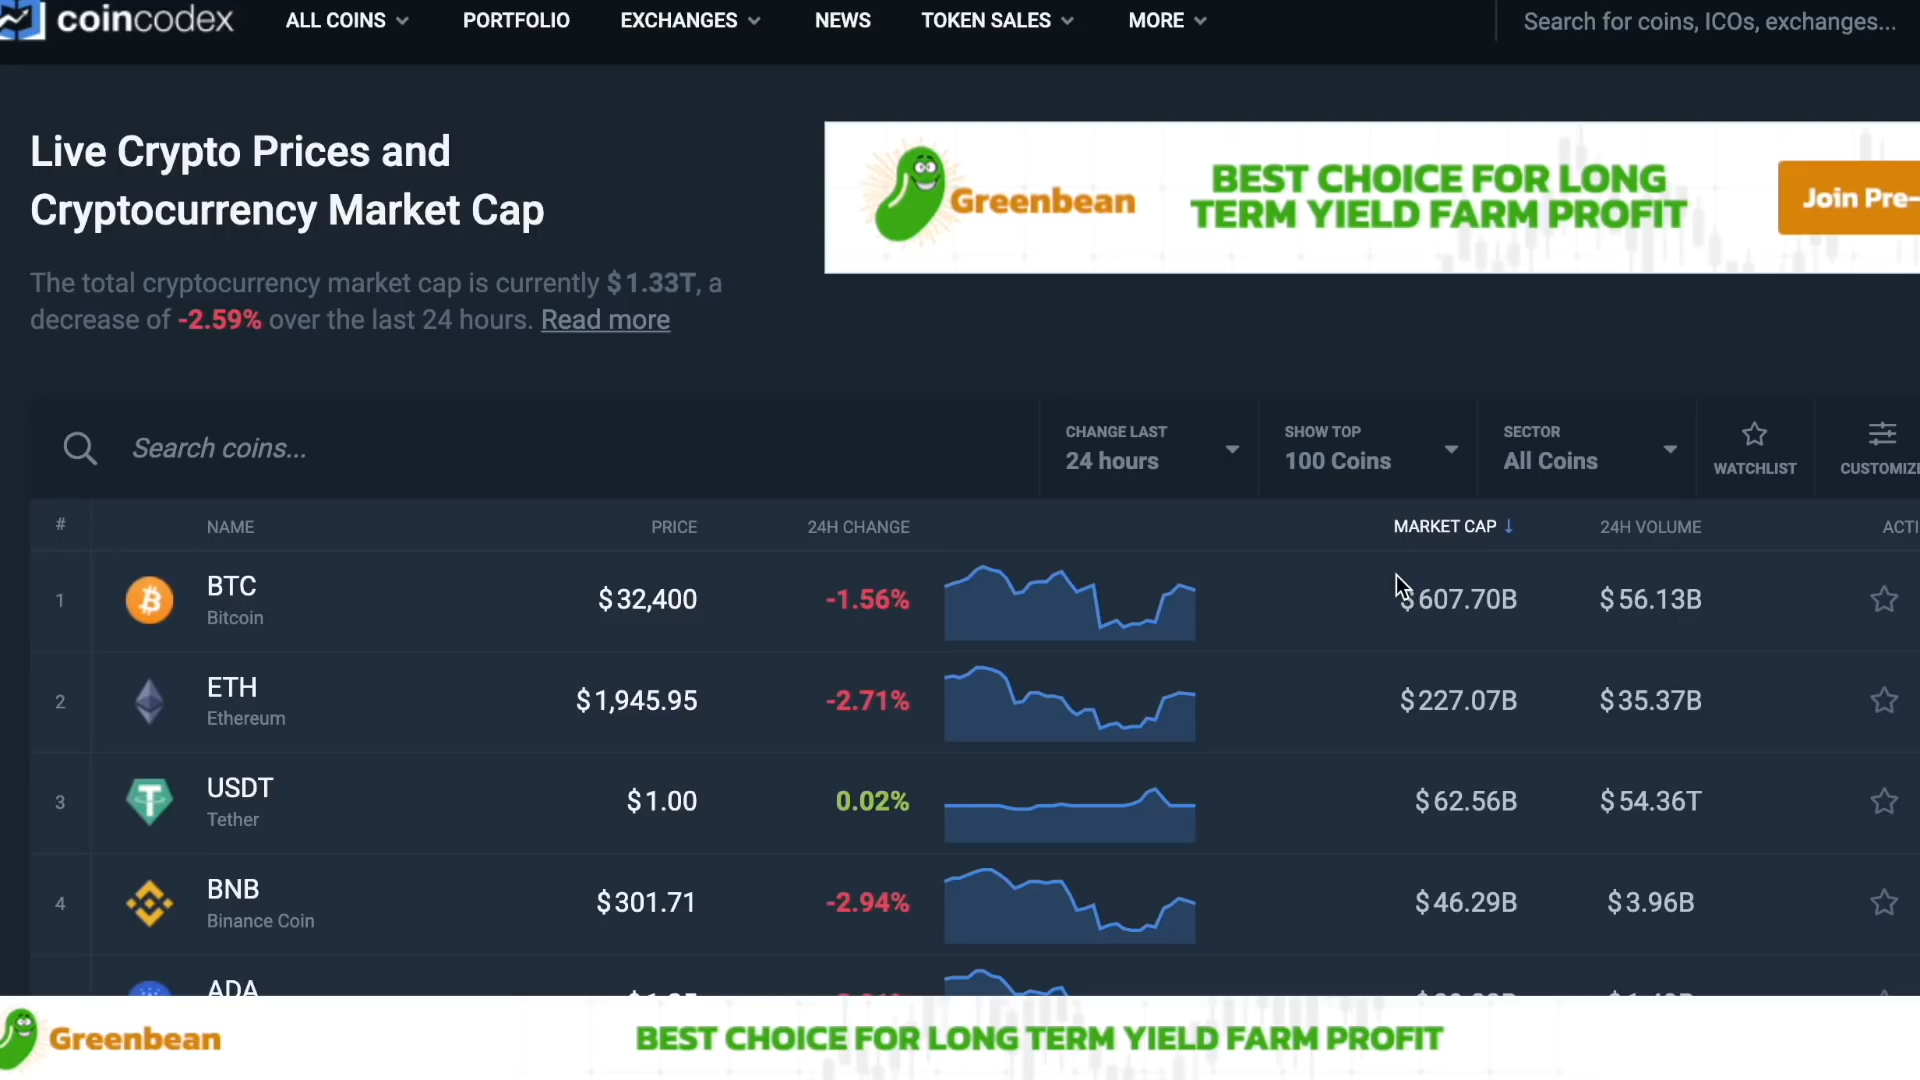 coincodex
ALL COINS
PORTFOLIO
EXCHANGES
NEWS
TOKEN SALES
MORE
Search for coins, ICOs, exchanges...
Live Crypto Prices and
Cryptocurrency Market Cap
The total cryptocurrency market cap is currently $1.33T, a
decrease of -2.59% over the last 24 hours. Read more
Greenbean
BEST CHOICE FOR LONG
TERM YIELD FARM PROFIT
Join Pre-
Search coins...
CHANGE LAST
24 hours
SHOW TOP
100 Coins
SECTOR
All Coins
WATCHLIST
CUSTOMIZE
# NAME PRICE 24H CHANGE MARKET CAP ↓ 24H VOLUME ACTI
1 BTC $32,400 -1.56% $607.70B $56.13B
Bitcoin
2 ETH $1,945.95 -2.71% $227.07B $35.37B
Ethereum
3 USDT $1.00 0.02% $62.56B $54.36T
Tether
4 BNB $301.71 -2.94% $46.29B $3.96B
Binance Coin
ADA
Greenbean
BEST CHOICE FOR LONG TERM YIELD FARM PROFIT